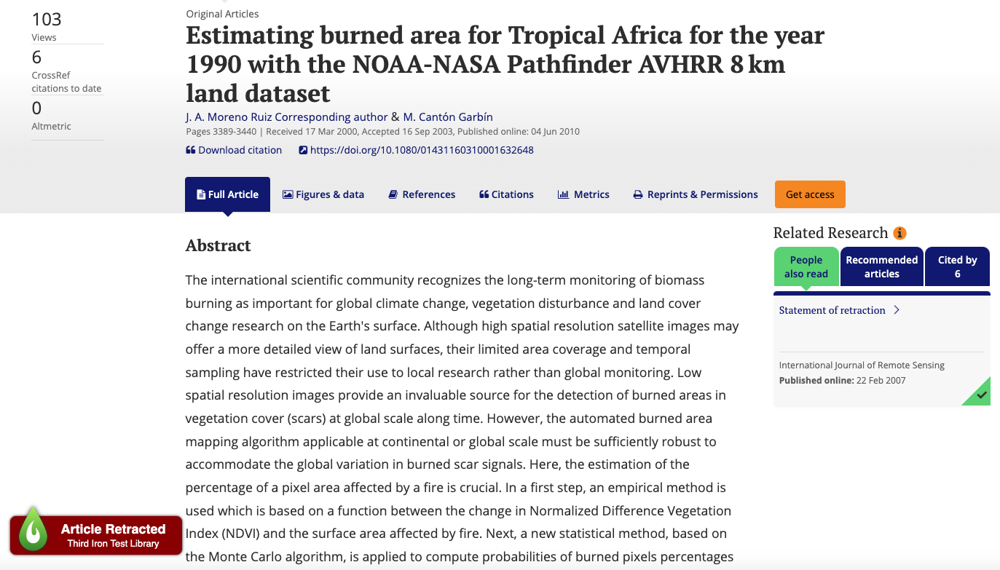 103
Views
6
CrossRef
citations to date
0
Altmetric
Original Articles
Estimating burned area for Tropical Africa for the year
1990 with the NOAA-NASA Pathfinder AVHRR 8 km
land dataset
J. A. Moreno Ruiz Corresponding author & M. Cantón Garbín
Pages 3389-3440 | Received 17 Mar 2000, Accepted 16 Sep 2003, Published online: 04 Jun 2010
Download citation https://doi.org/10.1080/01431160310001632648
Full Article Figures & data References Citations Metrics Reprints & Permissions Get access
Abstract
The international scientific community recognizes the long-term monitoring of biomass
burning as important for global climate change, vegetation disturbance and land cover
change research on the Earth's surface. Although high spatial resolution satellite images may
offer a more detailed view of land surfaces, their limited area coverage and temporal
sampling have restricted their use to local research rather than global monitoring. Low
spatial resolution images provide an invaluable source for the detection of burned areas in
vegetation cover (scars) at global scale along time. However, the automated burned area
mapping algorithm applicable at continental or global scale must be sufficiently robust to
accommodate the global variation in burned scar signals. Here, the estimation of the
percentage of a pixel area affected by a fire is crucial. In a first step, an empirical method is
used which is based on a function between the change in Normalized Difference Vegetation
Index (NDVI) and the surface area affected by fire. Next, a new statistical method, based on
the Monte Carlo algorithm, is applied to compute probabilities of burned pixels percentages
Related Research
People
also read
Recommended
articles
Cited by
6
Statement of retraction
International Journal of Remote Sensing
Published online: 22 Feb 2007
Article Retracted
Third Iron Test Library